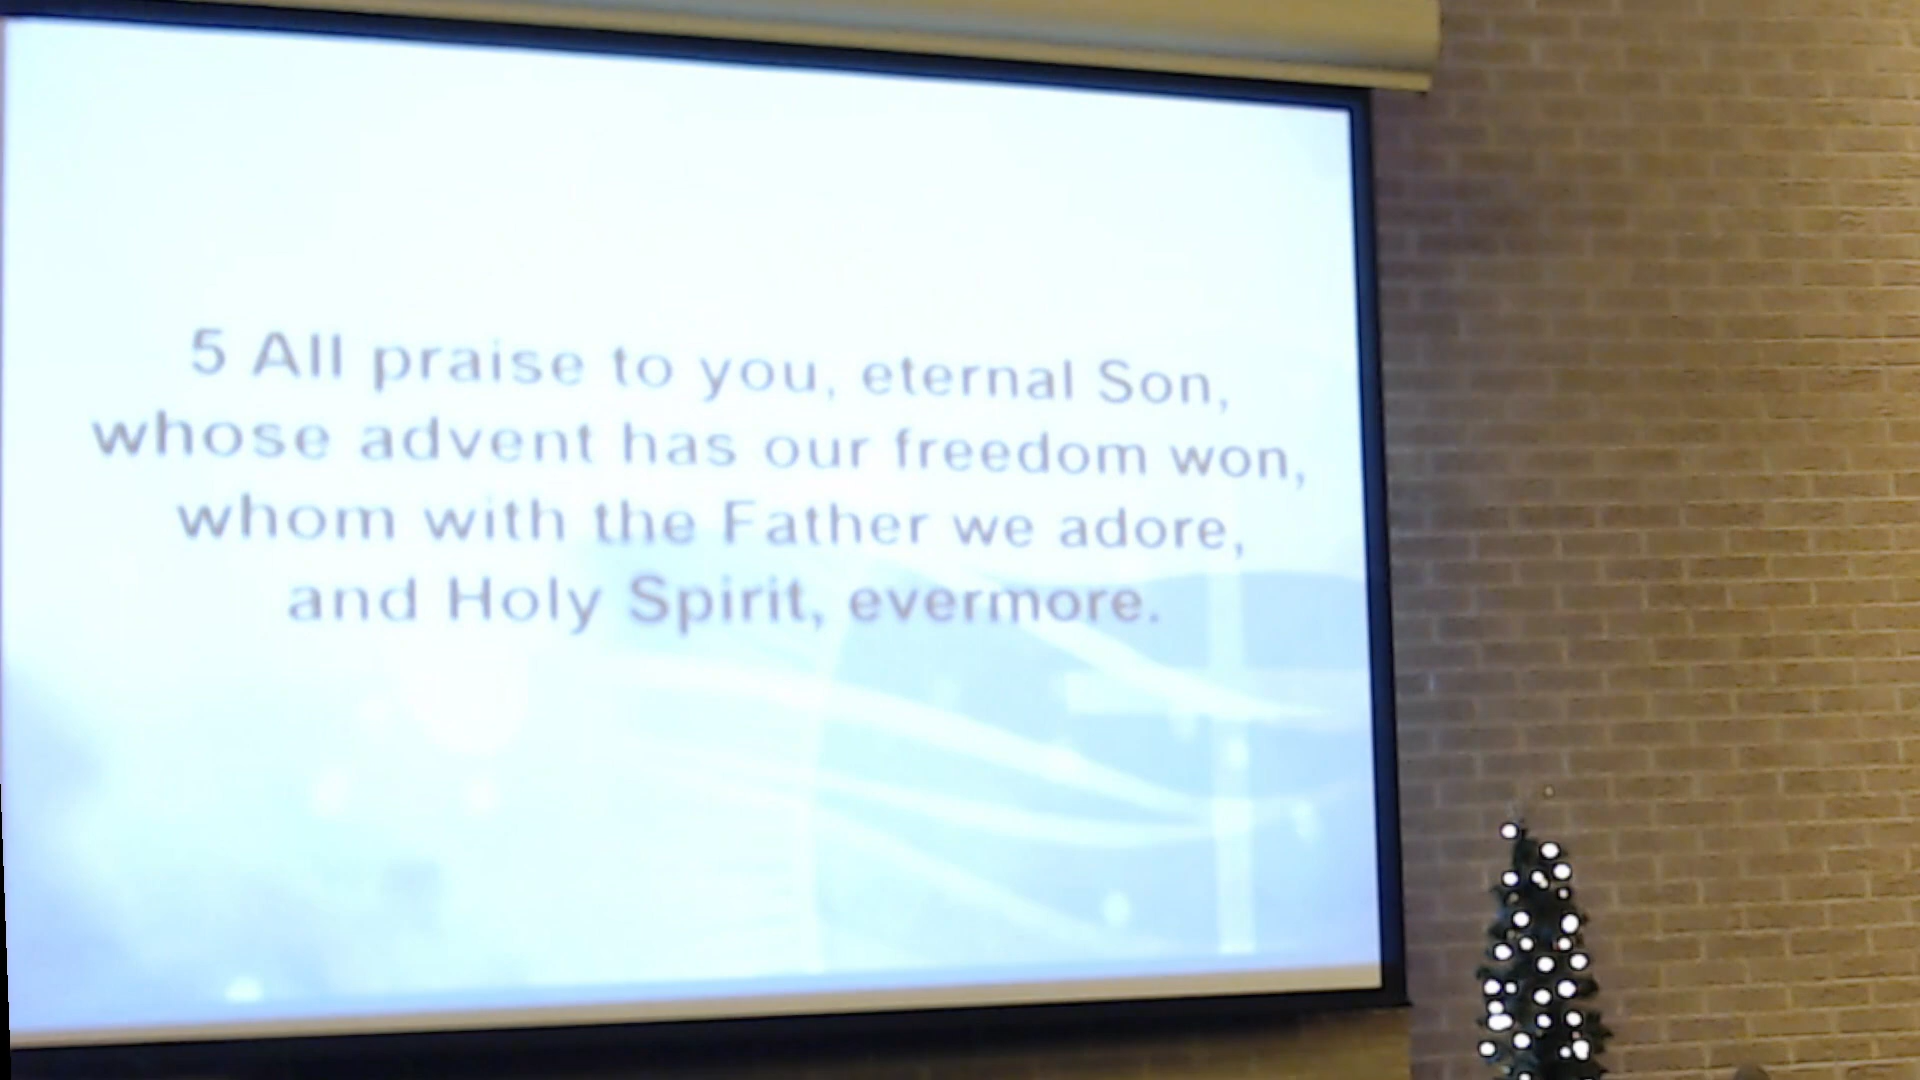 5 All praise to you, eternal Son,
whose advent has our freedom won,
whom with the Father we adore,
and Holy Spirit, evermore.